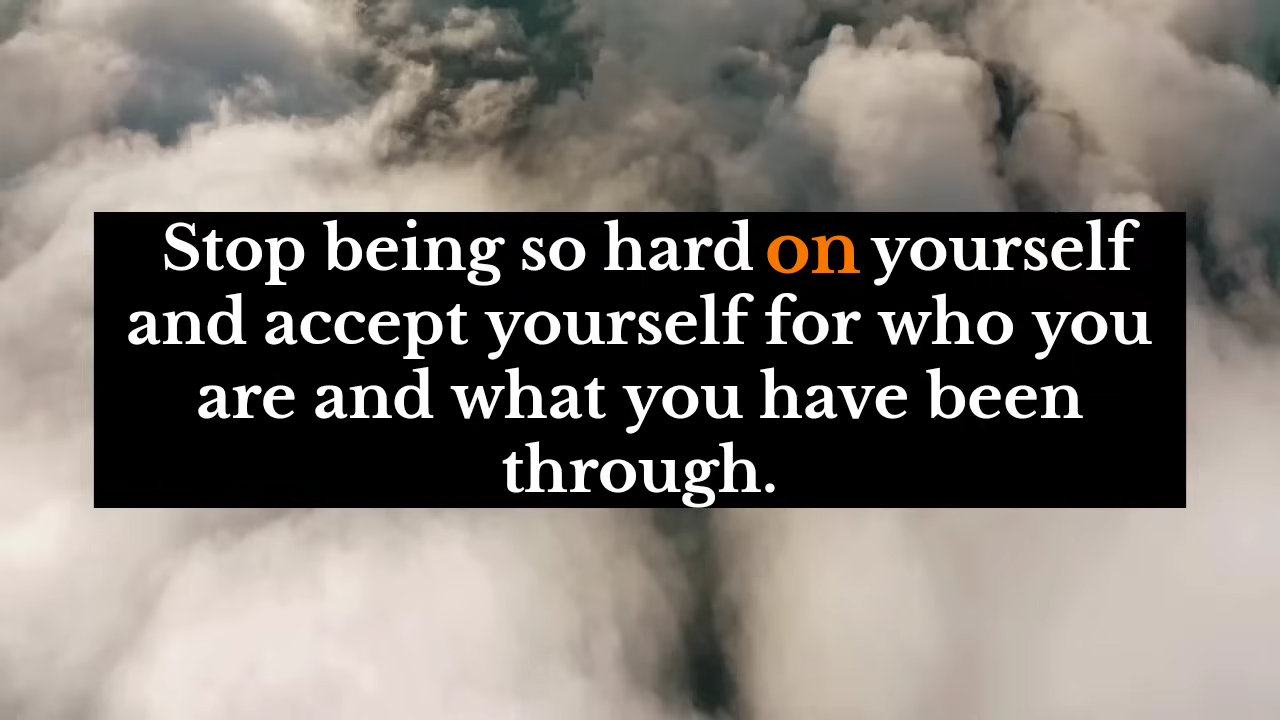 Stop being so hard on yourself
and accept yourself for who you
are and what you have been
through.